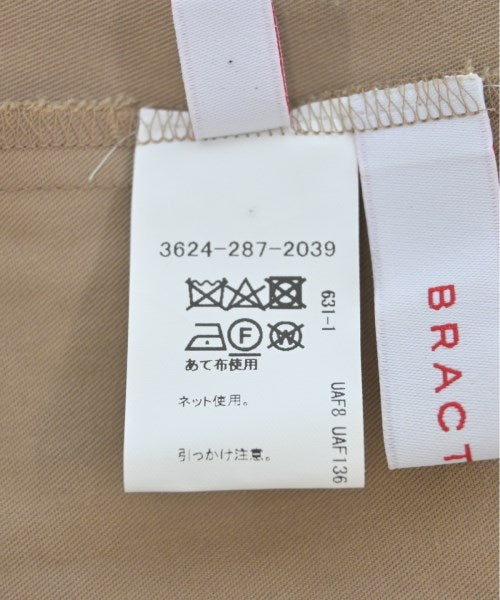 3624-287-2039
F W
あて布使用
ネット使用。
引っかけ注意。
631-1
UAF8 UAF136
BRACT